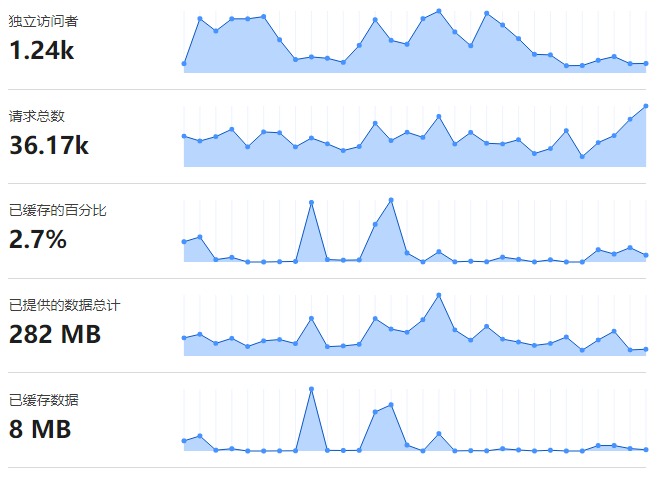 独立访问者
1.24k
请求总数
36.17k
已缓存的百分比
2.7%
已提供的数据总计
282 MB
已缓存数据
8 MB